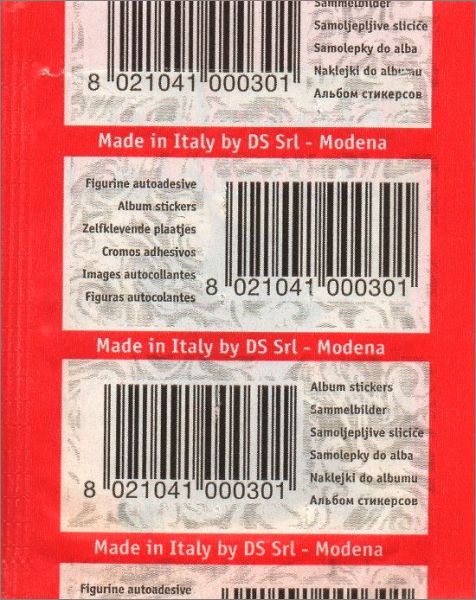 Sammelbilder
Samoljepljive sličiće
Samolepky do alba
Naklejki do albumu
Альбом стикерсов
8 021041 000301
Made in Italy by DS Srl - Modena
Figurine autoadesive
Album stickers
Zelfklevende plaatjes
Cromos adhesivos
Images autocollantes
Figuras autocolantes
8 021041 000301
Made in Italy by DS Srl - Modena
Album stickers
Sammelbilder
Samoljepljive sličiće
Samolepky do alba
Naklejki do albumu
Альбом стикерсов
8 021041 000301
Made in Italy by DS Srl - Modena
Figurine autoadesive